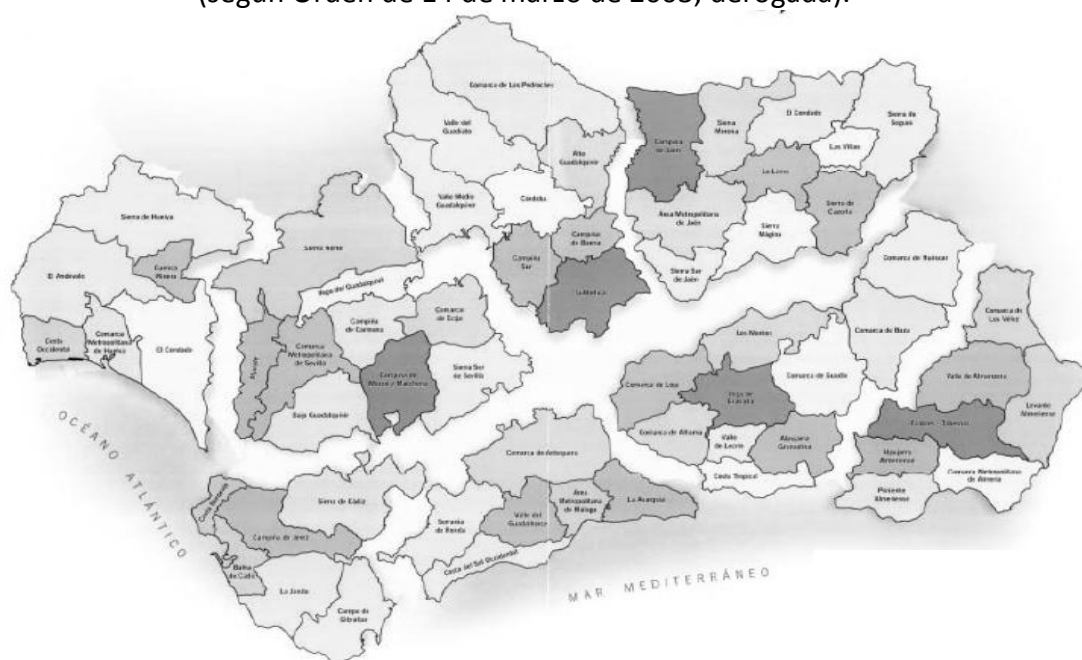 (según Orden de 14 de marzo de 2003, derogada).
Comarca de Los Pedroches
Valle del
Guadiato
Alto
Guadalquivir
Valle Medio
Guadalquivir
Córdoba
Campiña
de Baena
Campiña
Sur
Campiña
de Jaén
Sierra
Morena
El Condado
Sierra de
Segura
Las Villas
La Loma
Sierra de
Cazorla
Área Metropolitana
de Jaén
Sierra
Mágina
Sierra Sur
de Jaén
Sierra de Huelva
El Andévalo
Cuenca
Minera
Costa
Occidental
Comarca
Metropolitana
de Huelva
El Condado
Sierra Norte
Vega del Guadalquivir
Campiña
de Carmona
Comarca
de Écija
Comarca
Metropolitana
de Sevilla
Aljarafe
Campiña de
Morón y Marchena
Sierra Sur
de Sevilla
Bajo Guadalquivir
Comarca de Huéscar
Comarca de Baza
Los Montes
Comarca de Loja
Vega de
Granada
Comarca de Guadix
Comarca de Alhama
Valle
de Lecrín
Alpujarra
Granadina
Costa Tropical
Comarca de
Los Vélez
Valle de Almanzora
Levante
Almeriense
Alpujarra
Almeriense
Comarca Metropolitana
de Almería
Poniente
Almeriense
Comarca de Antequera
Serranía
de Ronda
Valle del
Guadalhorce
Área
Metropolitana
de Málaga
La Axarquía
Costa del Sol Occidental
Sierra de Cádiz
Costa Noroeste
Campiña de Jerez
Bahía
de Cádiz
La Janda
Campo de
Gibraltar
OCÉANO ATLÁNTICO
MAR MEDITERRÁNEO